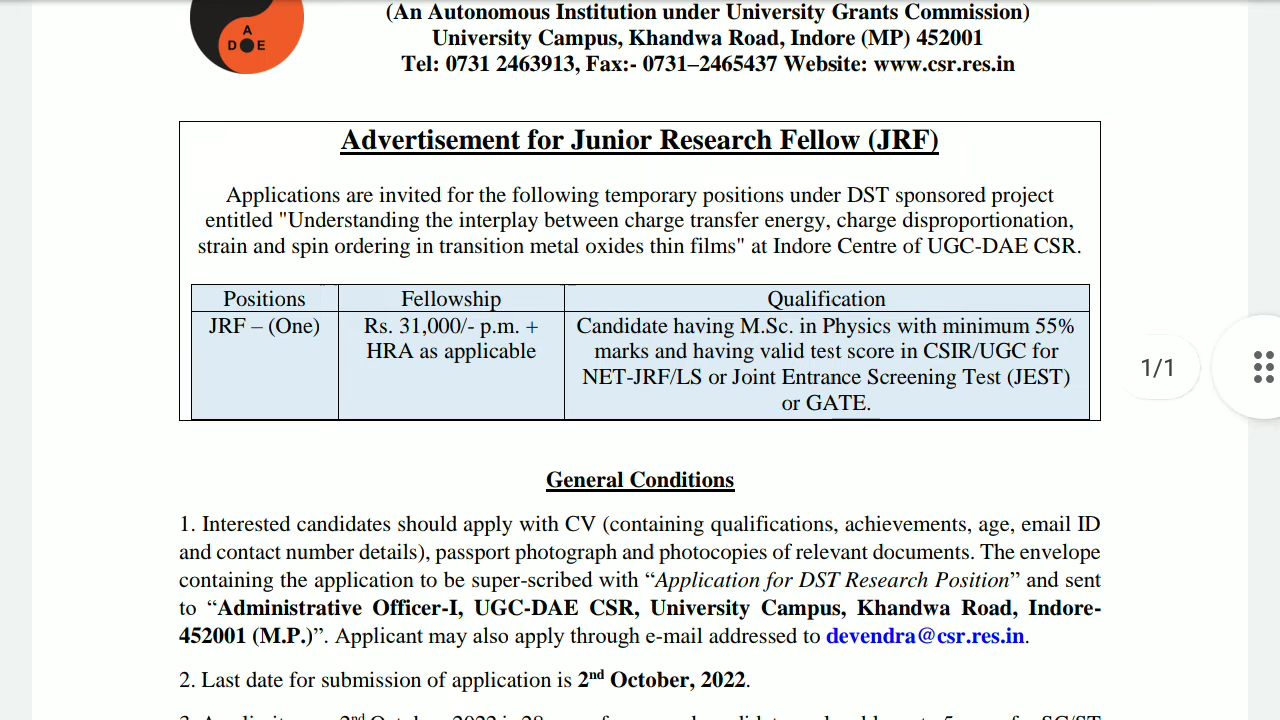 (An Autonomous Institution under University Grants Commission)
University Campus, Khandwa Road, Indore (MP) 452001
Tel: 0731 2463913, Fax:- 0731–2465437 Website: www.csr.res.in
A
D E
Advertisement for Junior Research Fellow (JRF)
Applications are invited for the following temporary positions under DST sponsored project
entitled "Understanding the interplay between charge transfer energy, charge disproportionation,
strain and spin ordering in transition metal oxides thin films" at Indore Centre of UGC-DAE CSR.
Positions Fellowship Qualification
JRF – (One) Rs. 31,000/- p.m. + Candidate having M.Sc. in Physics with minimum 55%
HRA as applicable marks and having valid test score in CSIR/UGC for
NET-JRF/LS or Joint Entrance Screening Test (JEST)
or GATE.
1/1
General Conditions
1. Interested candidates should apply with CV (containing qualifications, achievements, age, email ID
and contact number details), passport photograph and photocopies of relevant documents. The envelope
containing the application to be super-scribed with “Application for DST Research Position” and sent
to “Administrative Officer-I, UGC-DAE CSR, University Campus, Khandwa Road, Indore-
452001 (M.P.)”. Applicant may also apply through e-mail addressed to devendra@csr.res.in.
2. Last date for submission of application is 2nd October, 2022.